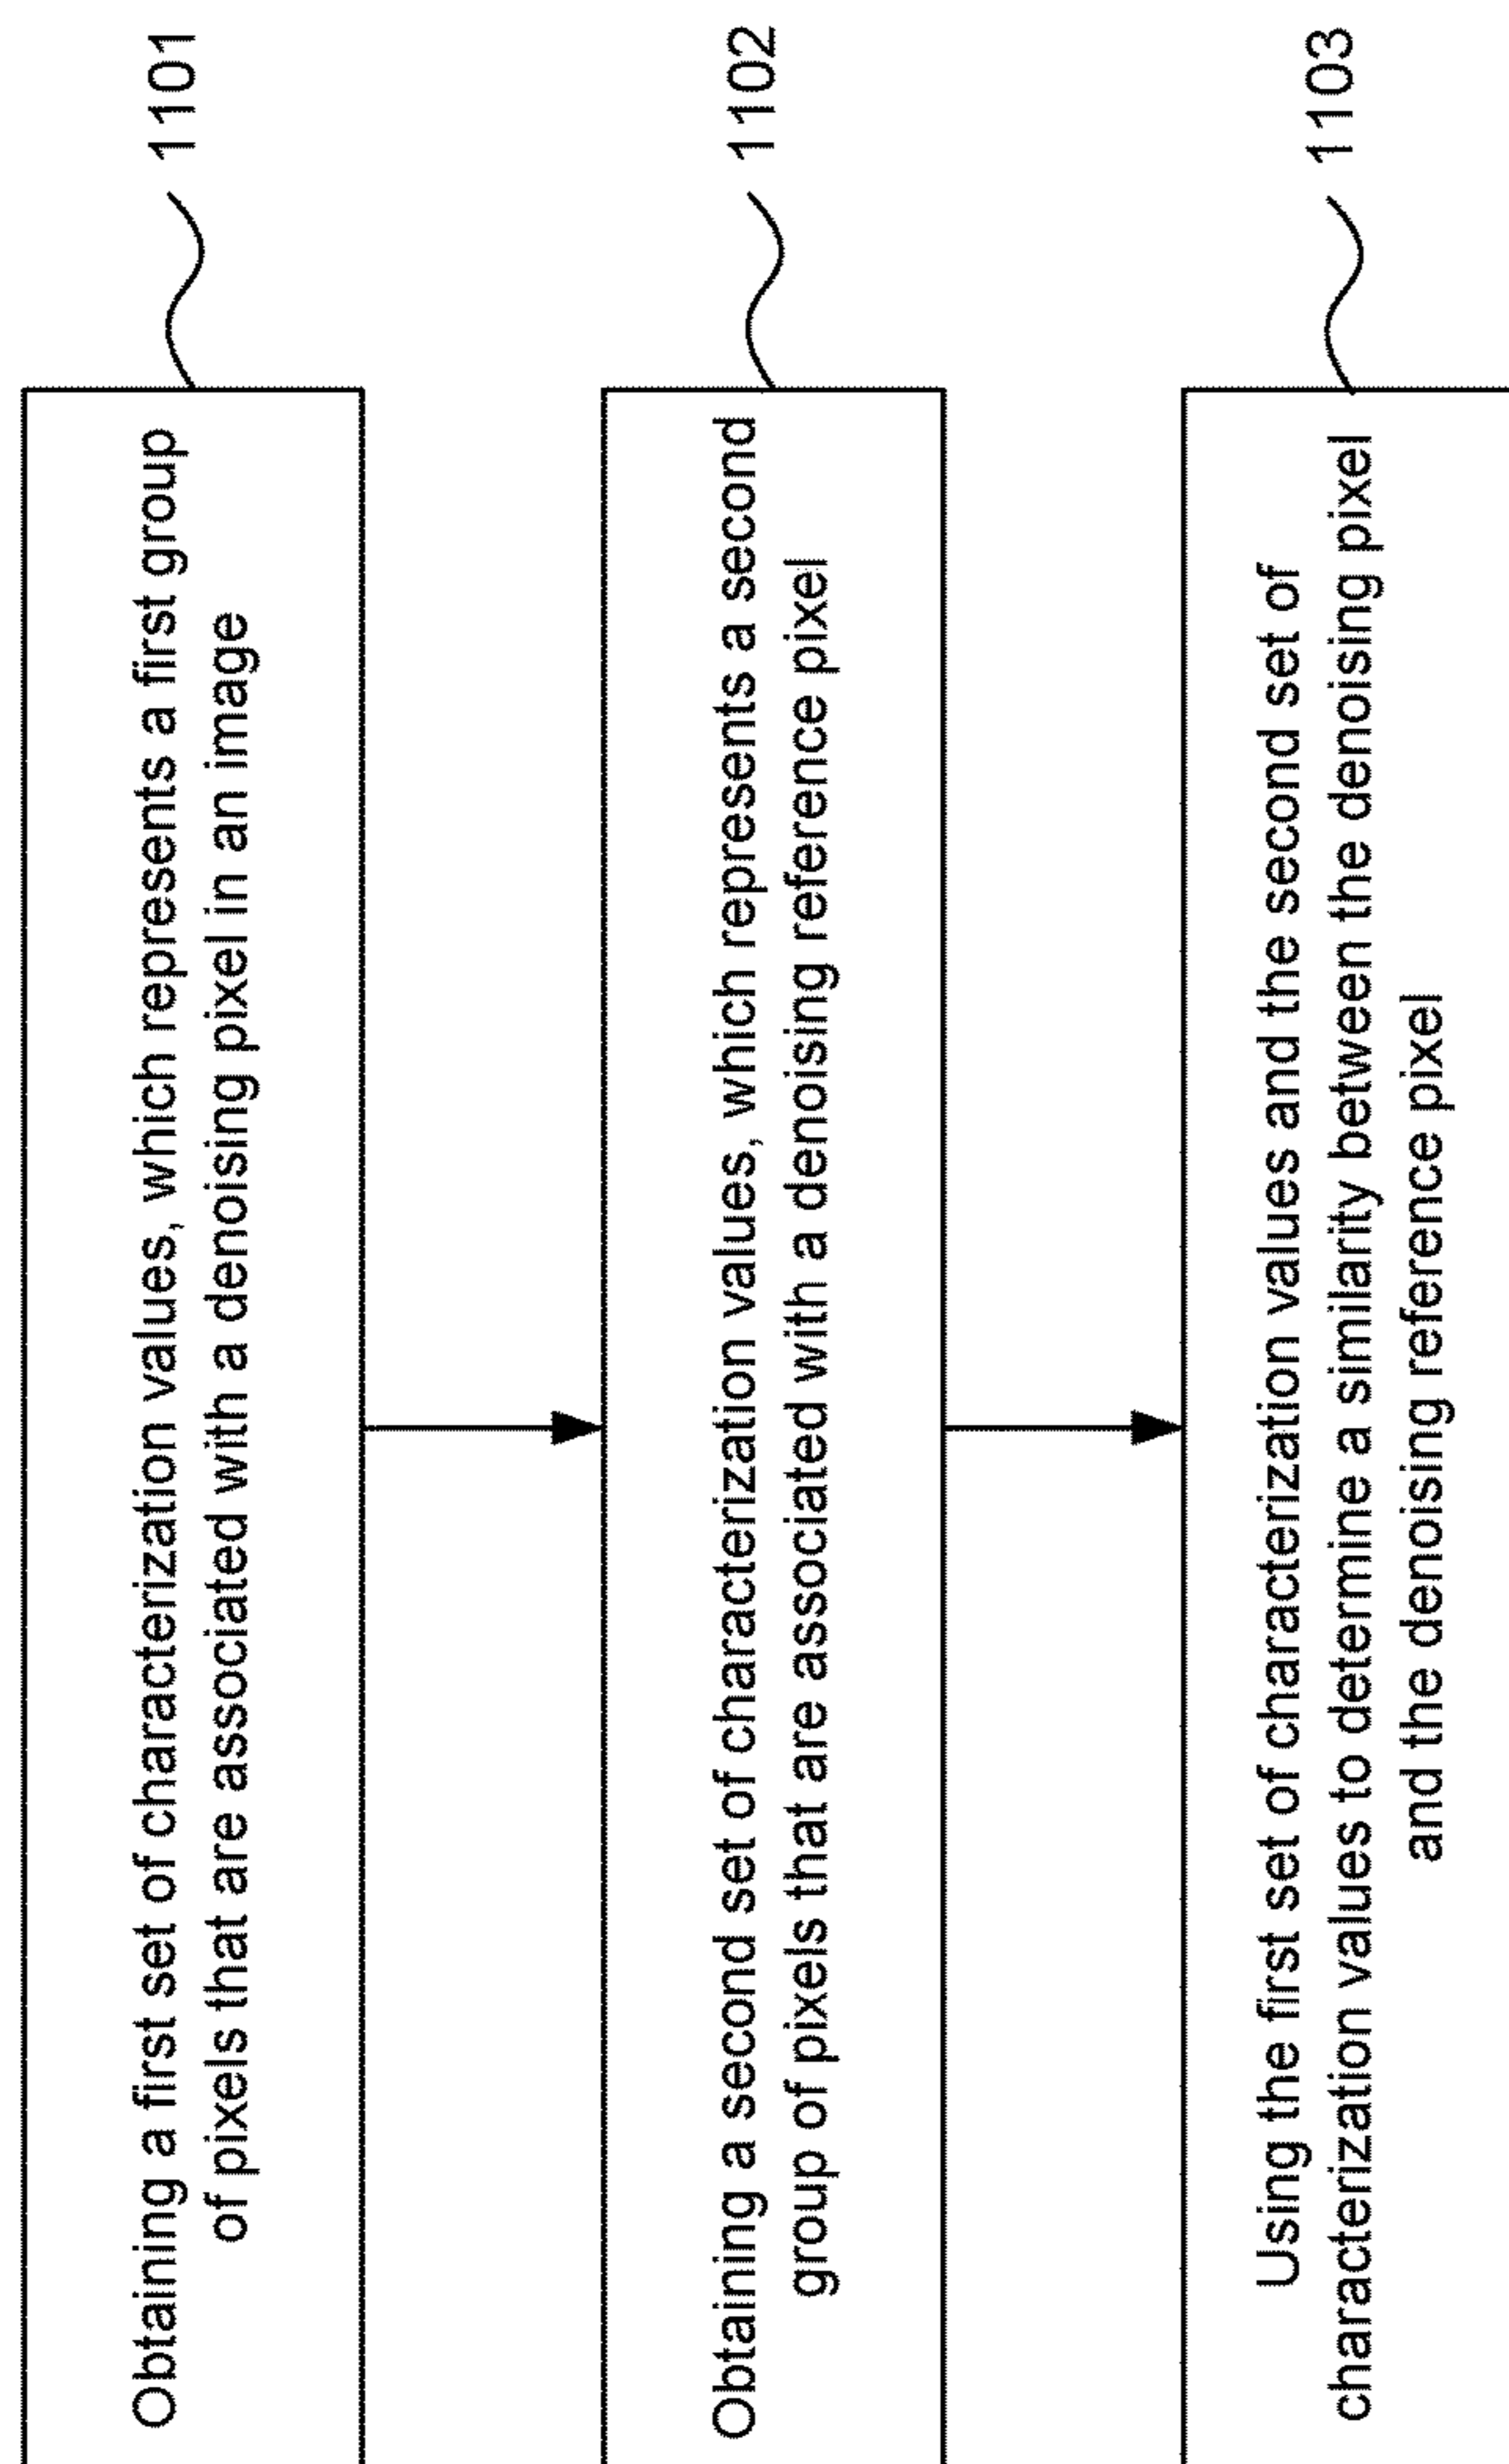 Obtaining a first set of characterization values, which represents a first group
of pixels that are associated with a denoising pixel in an image
1101
Obtaining a second set of characterization values, which represents a second
group of pixels that are associated with a denoising reference pixel
1102
Using the first set of characterization values and the second set of
characterization values to determine a similarity between the denoising pixel
and the denoising reference pixel
1103